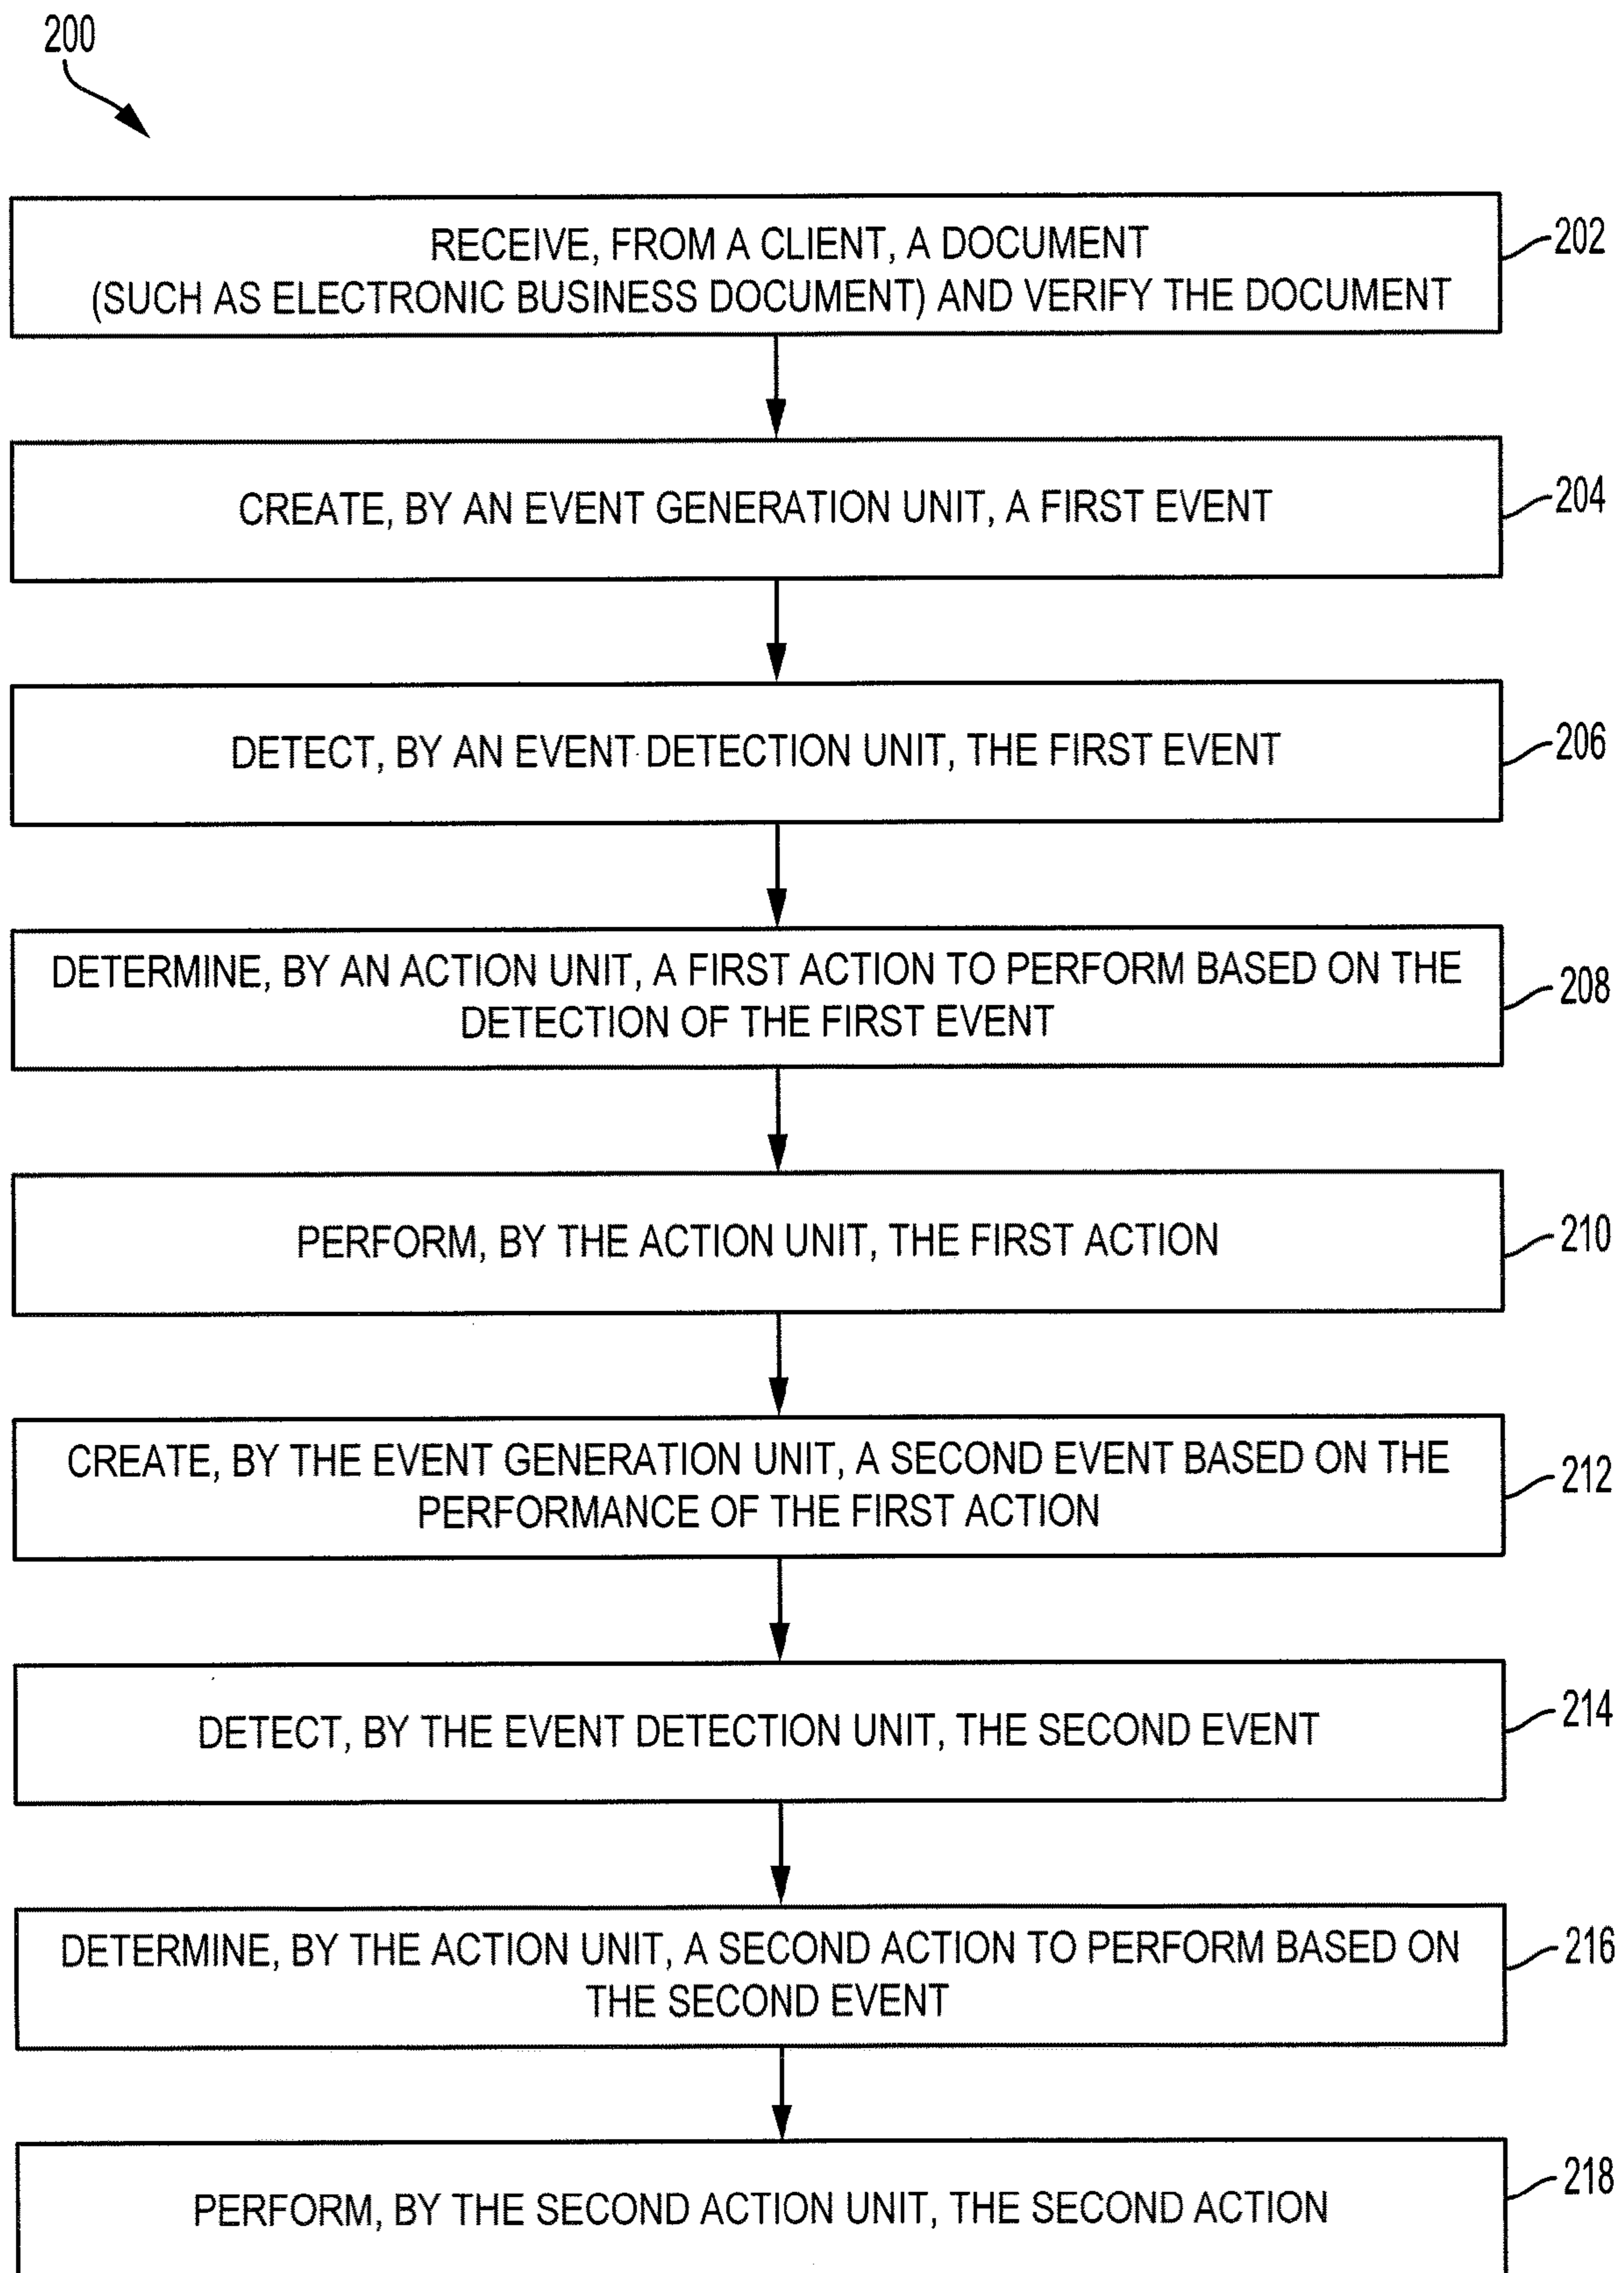 200
RECEIVE, FROM A CLIENT, A DOCUMENT
(SUCH AS ELECTRONIC BUSINESS DOCUMENT) AND VERIFY THE DOCUMENT
202
CREATE, BY AN EVENT GENERATION UNIT, A FIRST EVENT
204
DETECT, BY AN EVENT DETECTION UNIT, THE FIRST EVENT
206
DETERMINE, BY AN ACTION UNIT, A FIRST ACTION TO PERFORM BASED ON THE
DETECTION OF THE FIRST EVENT
208
PERFORM, BY THE ACTION UNIT, THE FIRST ACTION
210
CREATE, BY THE EVENT GENERATION UNIT, A SECOND EVENT BASED ON THE
PERFORMANCE OF THE FIRST ACTION
212
DETECT, BY THE EVENT DETECTION UNIT, THE SECOND EVENT
214
DETERMINE, BY THE ACTION UNIT, A SECOND ACTION TO PERFORM BASED ON
THE SECOND EVENT
216
PERFORM, BY THE SECOND ACTION UNIT, THE SECOND ACTION
218